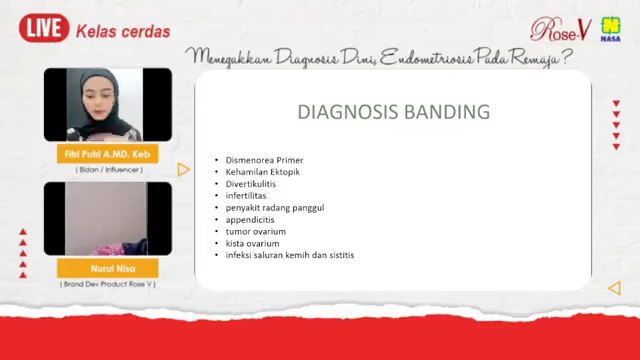 LIVE
Kelas cerdas
Rose-V
NASA
Menegakkan Diagnosis Dini, Endometriosis Pada Remaja?
DIAGNOSIS BANDING
Fitri Putri A.MD. Keb
( Bidan / Influencer )
Nurul Nisa
( Brand Dev Product Rose V )
• Dismenorea Primer
• Kehamilan Ektopik
• Divertikulitis
• infertilitas
• penyakit radang panggul
• appendicitis
• tumor ovarium
• kista ovarium
• infeksi saluran kemih dan sistitis